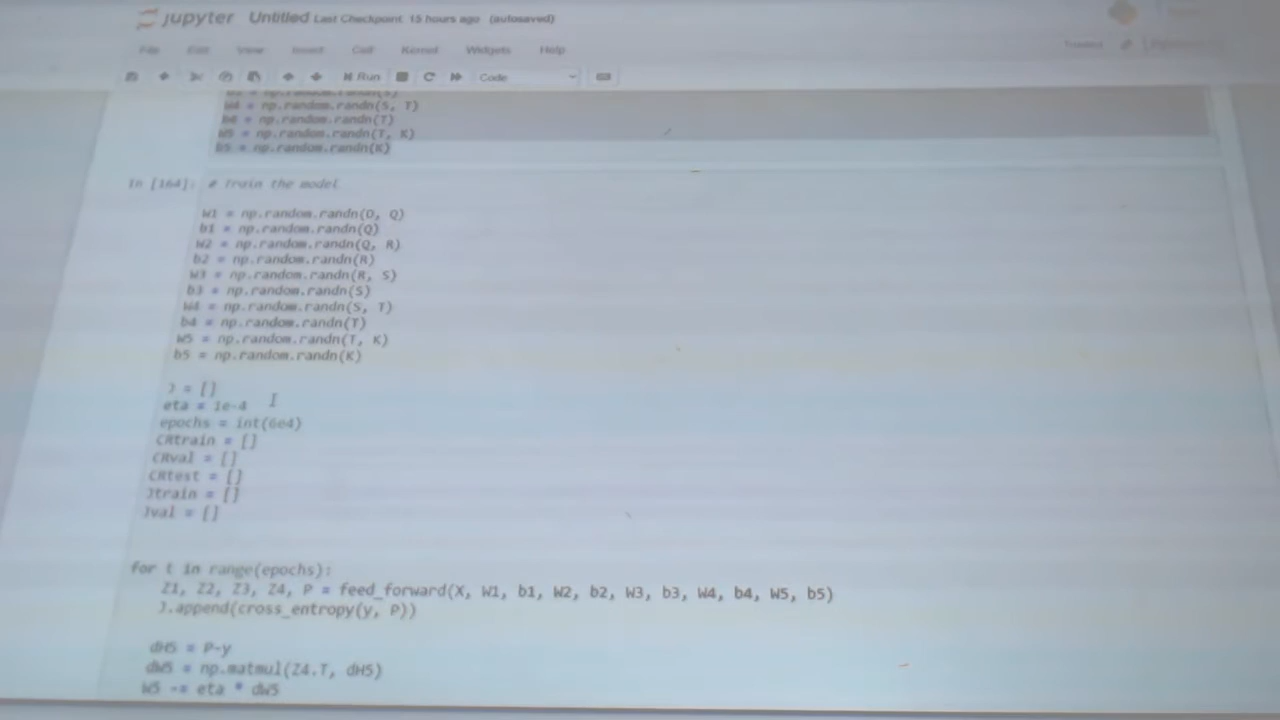 jupyter Untitled Last Checkpoint: 15 hours ago (autosaved)
File Edit View Insert Cell Kernel Widgets Help
Trusted
Run Code
b3 = np.random.randn(S)
W4 = np.random.randn(S, T)
b4 = np.random.randn(T)
W5 = np.random.randn(T, K)
b5 = np.random.randn(K)
In [164]: # Train the model
W1 = np.random.randn(D, Q)
b1 = np.random.randn(Q)
W2 = np.random.randn(Q, R)
b2 = np.random.randn(R)
W3 = np.random.randn(R, S)
b3 = np.random.randn(S)
W4 = np.random.randn(S, T)
b4 = np.random.randn(T)
W5 = np.random.randn(T, K)
b5 = np.random.randn(K)
J = []
eta = 1e-4
epochs = int(6e4)
CRtrain = []
CRval = []
CRtest = []
Jtrain = []
Jval = []
for t in range(epochs):
Z1, Z2, Z3, Z4, P = feed_forward(X, W1, b1, W2, b2, W3, b3, W4, b4, W5, b5)
J.append(cross_entropy(y, P))
dH5 = P-y
dW5 = np.matmul(Z4.T, dH5)
W5 -= eta * dW5